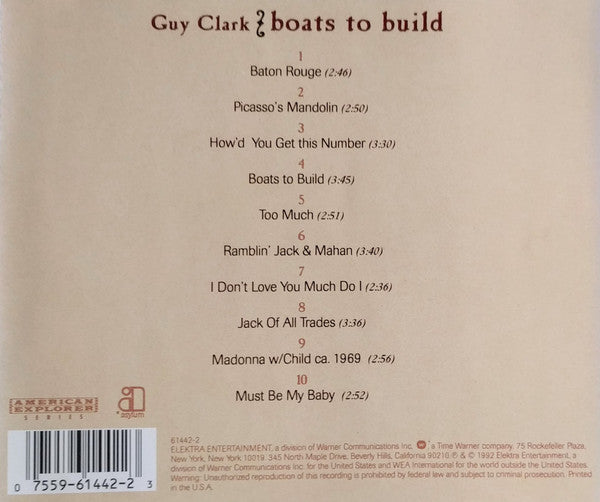 Guy Clark boats to build
1
Baton Rouge (2:46)
2
Picasso's Mandolin (2:50)
3
How'd You Get this Number (3:30)
4
Boats to Build (3:45)
5
Too Much (2:51)
6
Ramblin' Jack & Mahan (3:40)
7
I Don't Love You Much Do I (2:36)
8
Jack Of All Trades (3:36)
9
Madonna w/Child ca. 1969 (2:56)
10
Must Be My Baby (2:52)
AMERICAN
EXPLORER
SERIES
asylum
61442-2
ELEKTRA ENTERTAINMENT, a division of Warner Communications Inc. a Time Warner company. 75 Rockefeller Plaza,
New York, New York 10019. 345 North Maple Drive, Beverly Hills, California 90210 ℗ & © 1992 Elektra Entertainment, a
division of Warner Communications Inc. for the United States and WEA International for the world outside the United States.
Warning: Unauthorized reproduction of this recording is prohibited by federal law and subject to criminal prosecution. Printed in
the U.S.A.
0 7559-61442-2 3